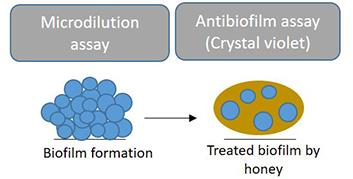 Microdilution
assay
Antibiofilm assay
(Crystal violet)
Biofilm formation
Treated biofilm by
honey